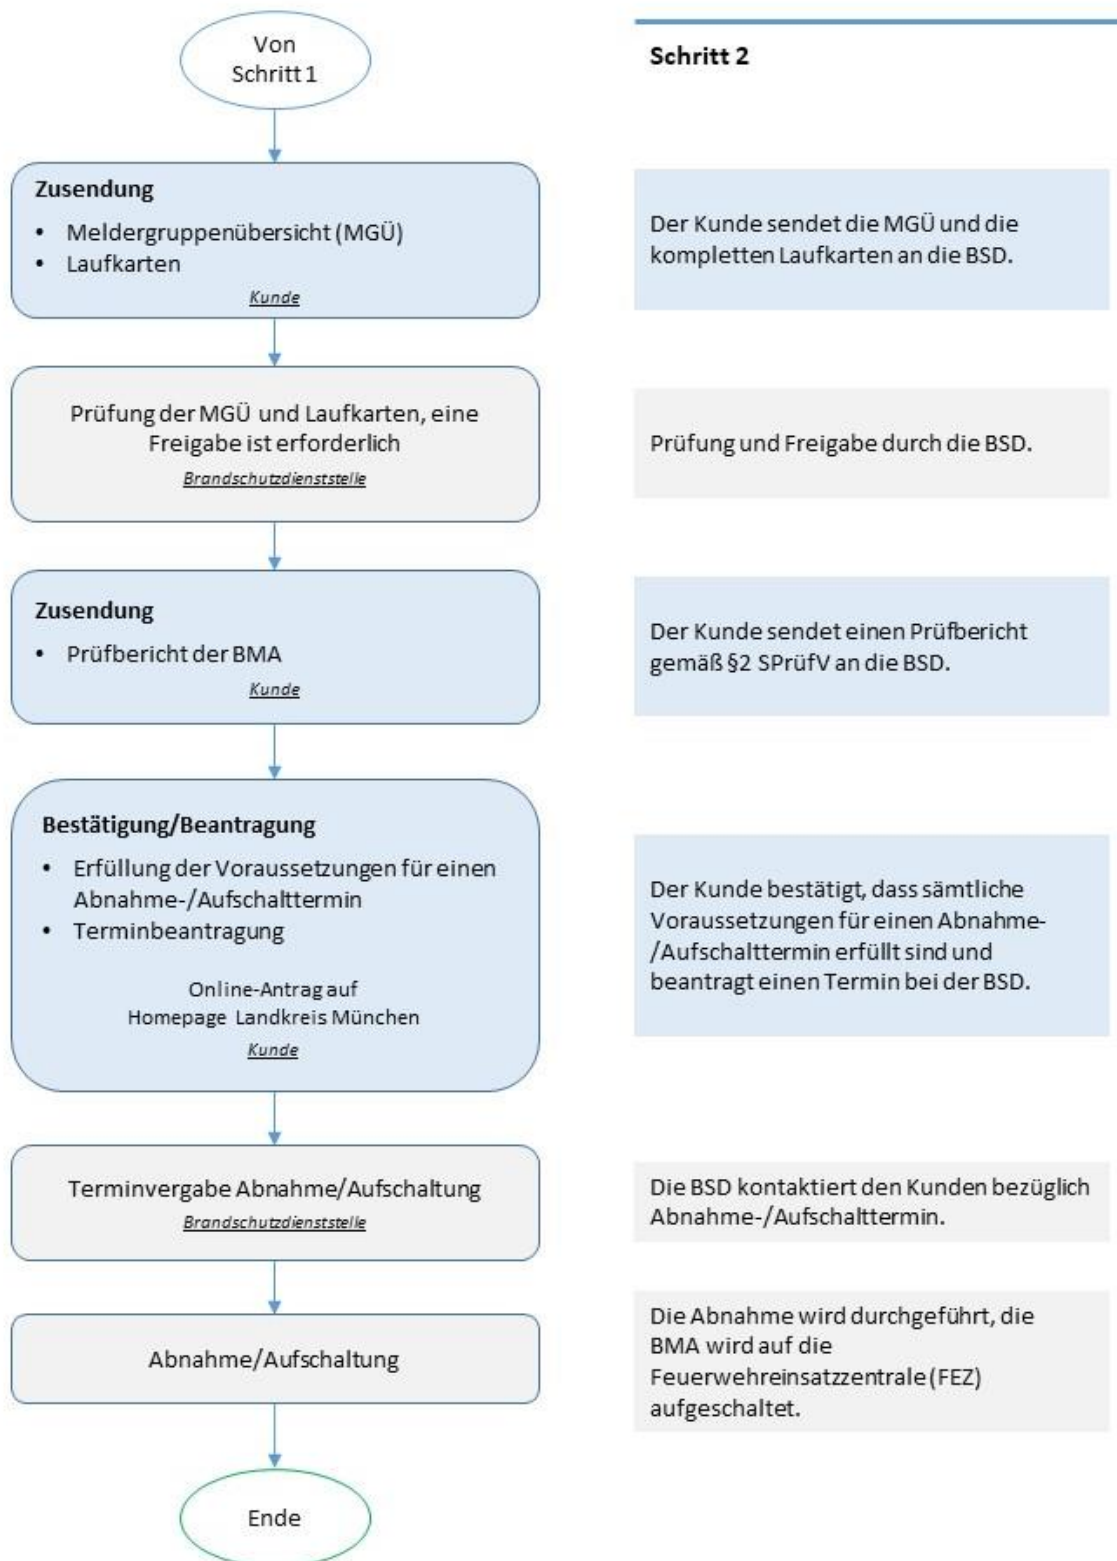 Von
Schritt 1
Schritt 2
Zusendung
• Meldergruppenübersicht (MGÜ)
• Laufkarten
Kunde
Der Kunde sendet die MGÜ und die
kompletten Laufkarten an die BSD.
Prüfung der MGÜ und Laufkarten, eine
Freigabe ist erforderlich
Brandschutzdienststelle
Prüfung und Freigabe durch die BSD.
Zusendung
• Prüfbericht der BMA
Kunde
Der Kunde sendet einen Prüfbericht
gemäß §2 SPrüfV an die BSD.
Bestätigung/Beantragung
• Erfüllung der Voraussetzungen für einen
Abnahme-/Aufschalttermin
• Terminbeantragung
Online-Antrag auf
Homepage Landkreis München
Kunde
Der Kunde bestätigt, dass sämtliche
Voraussetzungen für einen Abnahme-
/Aufschalttermin erfüllt sind und
beantragt einen Termin bei der BSD.
Terminvergabe Abnahme/Aufschaltung
Brandschutzdienststelle
Die BSD kontaktiert den Kunden bezüglich
Abnahme-/Aufschalttermin.
Abnahme/Aufschaltung
Die Abnahme wird durchgeführt, die
BMA wird auf die
Feuerwehreinsatzzentrale (FEZ)
aufgeschaltet.
Ende